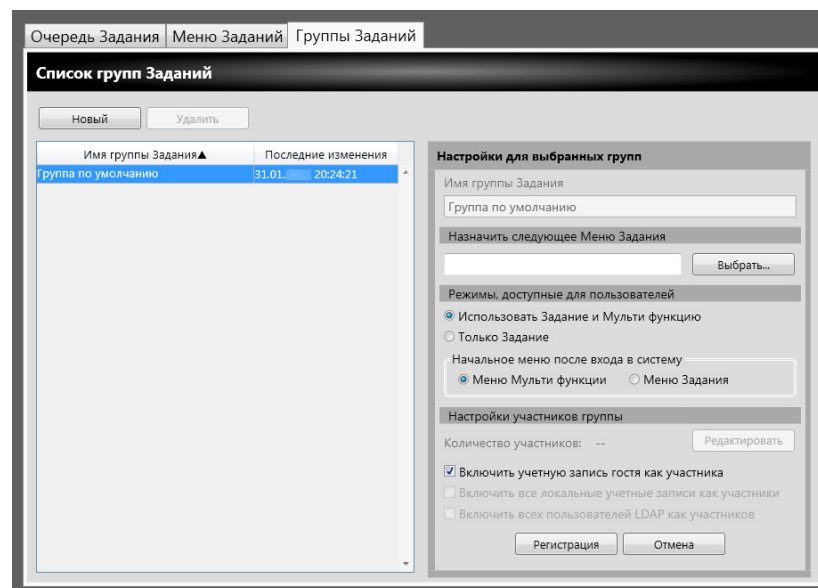 Очередь Задания Меню Заданий Группы Заданий
Список групп Заданий
Новый Удалить
Имя группы Задания▲ Последние изменения
Группа по умолчанию 31.01. 20:24:21
Настройки для выбранных групп
Имя группы Задания
Группа по умолчанию
Назначить следующее Меню Задания
Выбрать...
Режимы, доступные для пользователей
Использовать Задание и Мульти функцию
Только Задание
Начальное меню после входа в систему
Меню Мульти функции Меню Задания
Настройки участников группы
Количество участников: -- Редактировать
Включить учетную запись гостя как участника
Включить все локальные учетные записи как участники
Включить всех пользователей LDAP как участников
Регистрация Отмена